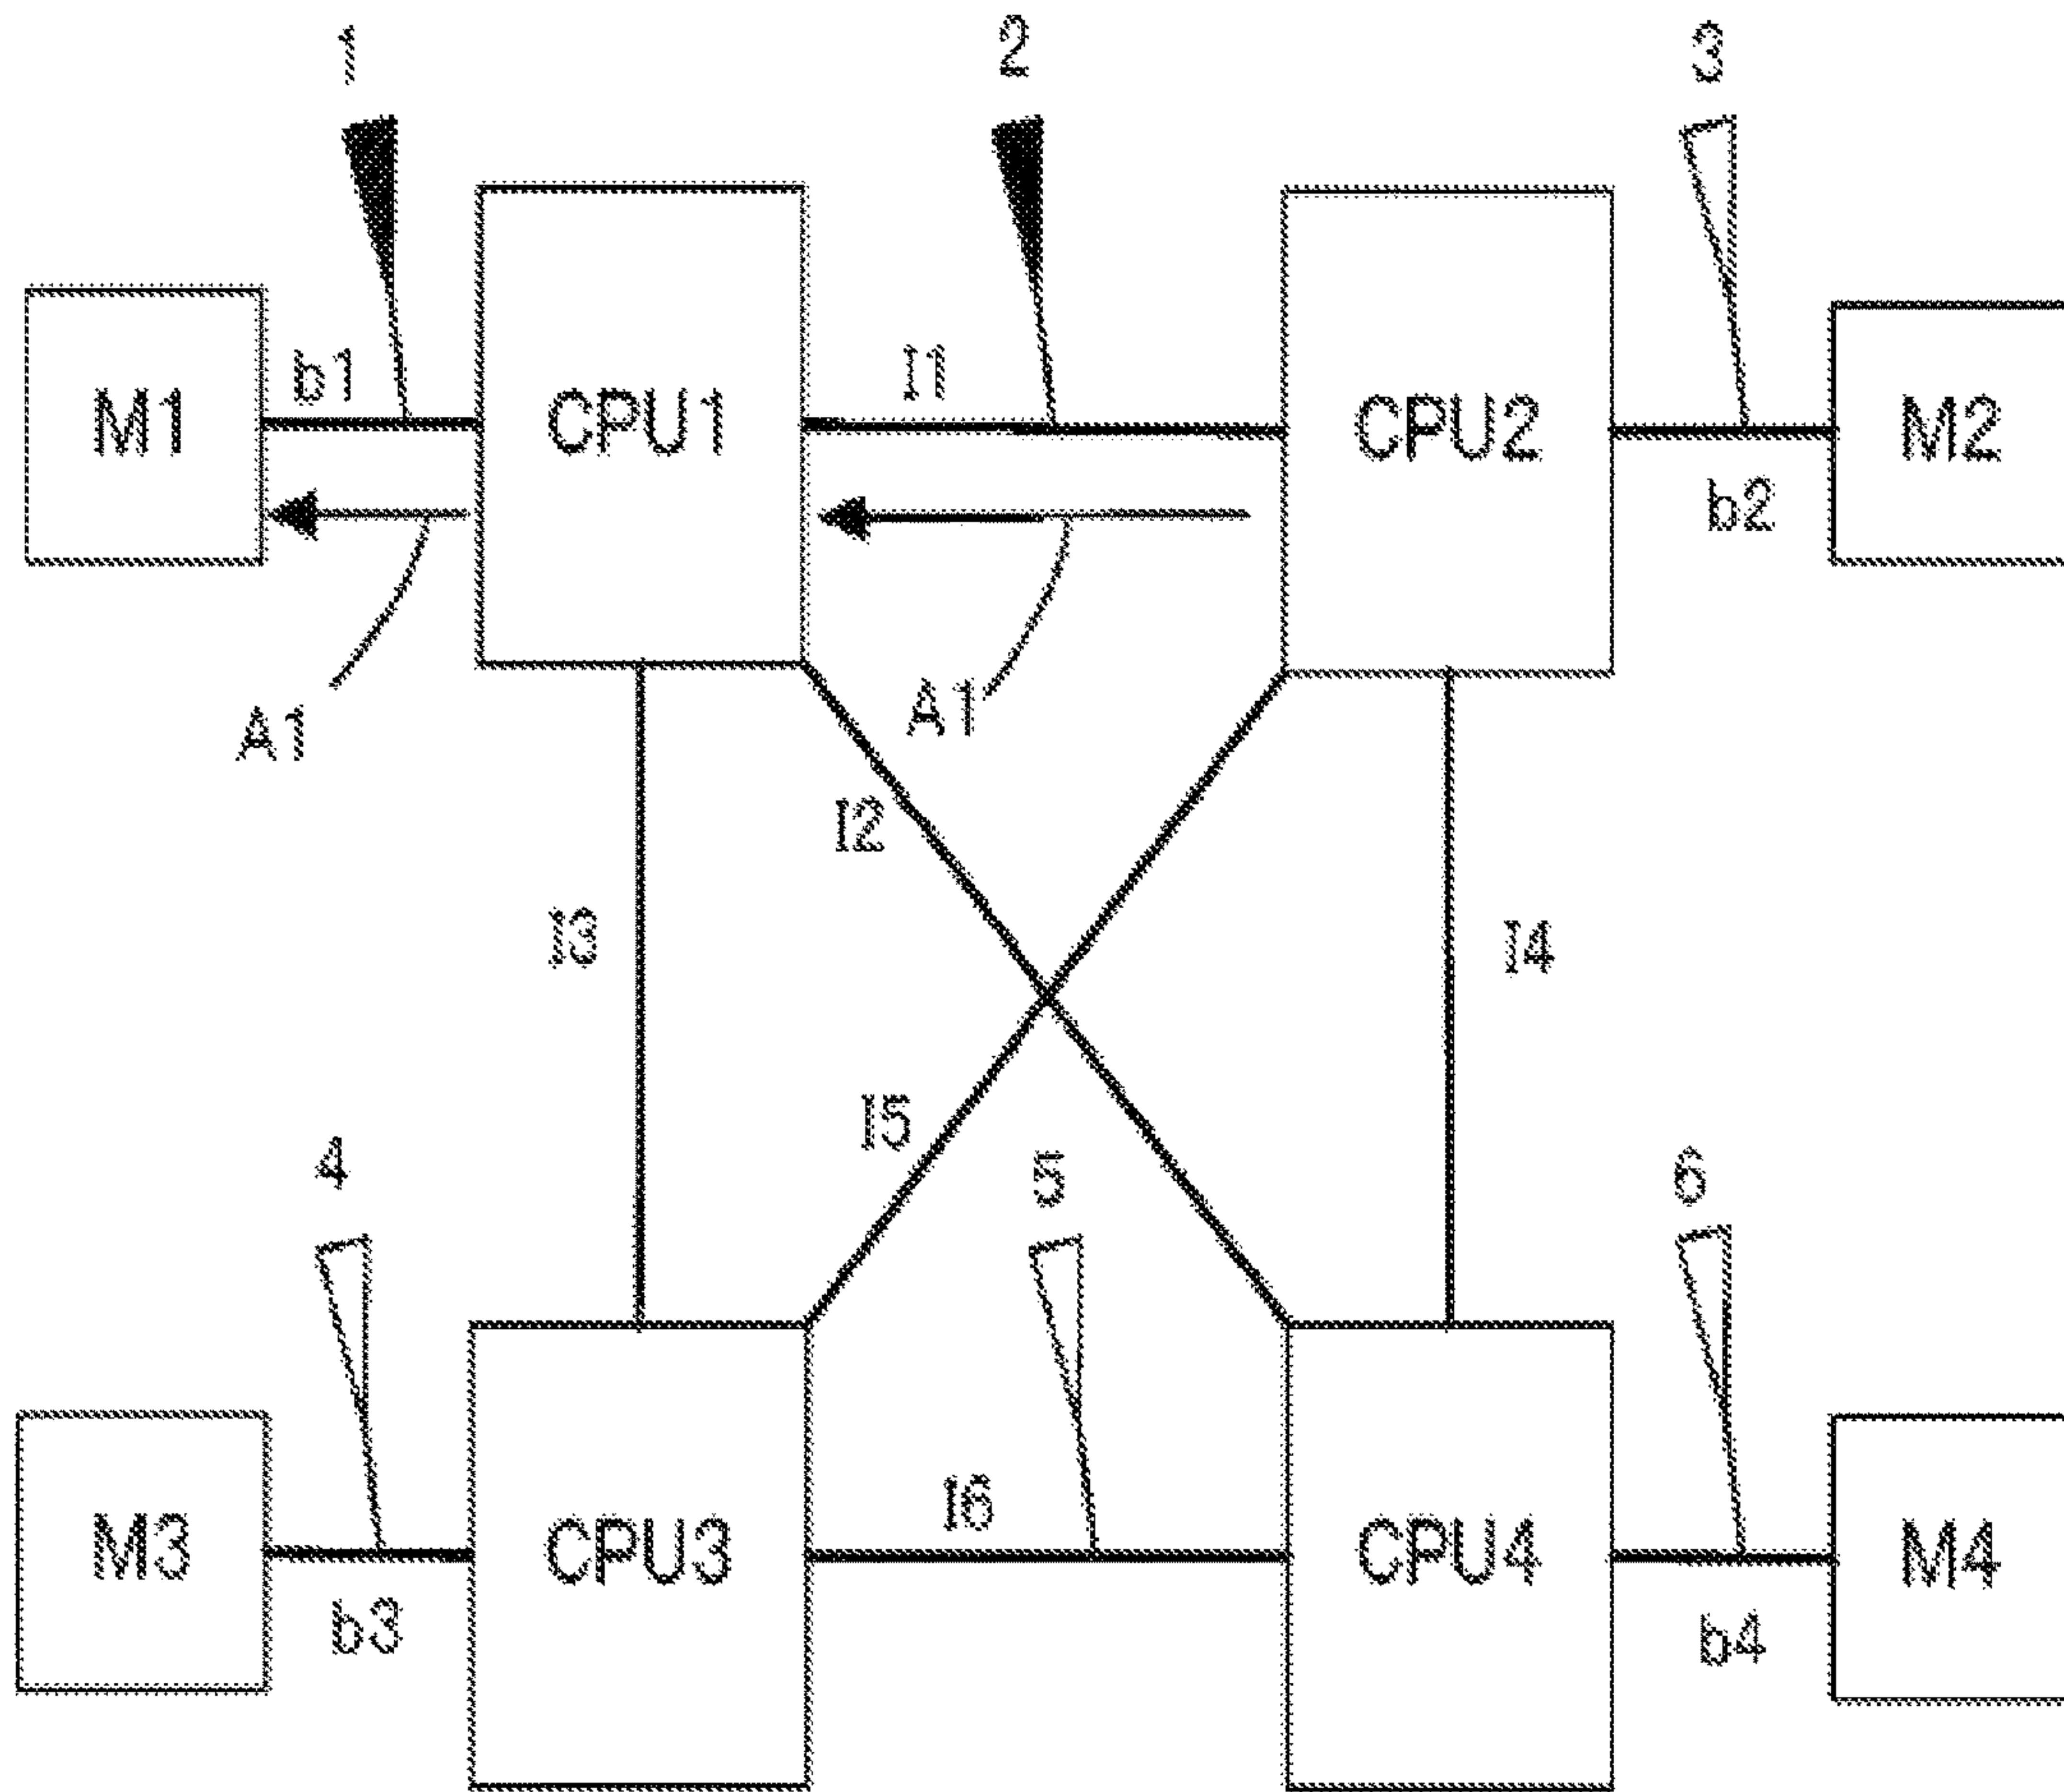 1 2 3
b1 I1
M1 CPU1 CPU2 M2
b2
A1 A1
I2
I3 I4
I5
4 5 6
I6
M3 CPU3 CPU4 M4
b3 b4